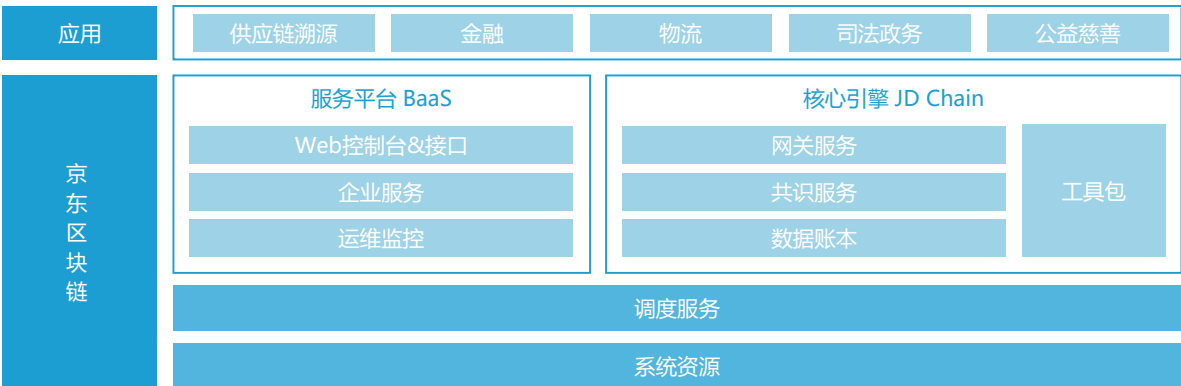 应用
供应链溯源
金融
物流
司法政务
公益慈善
京东区块链
服务平台 BaaS
Web控制台&接口
企业服务
运维监控
核心引擎 JD Chain
网关服务
共识服务
数据账本
工具包
调度服务
系统资源